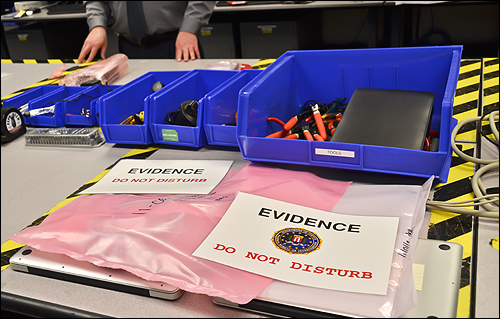 TOOLS
EVIDENCE
DO NOT DISTURB
EVIDENCE
DO NOT DISTURB